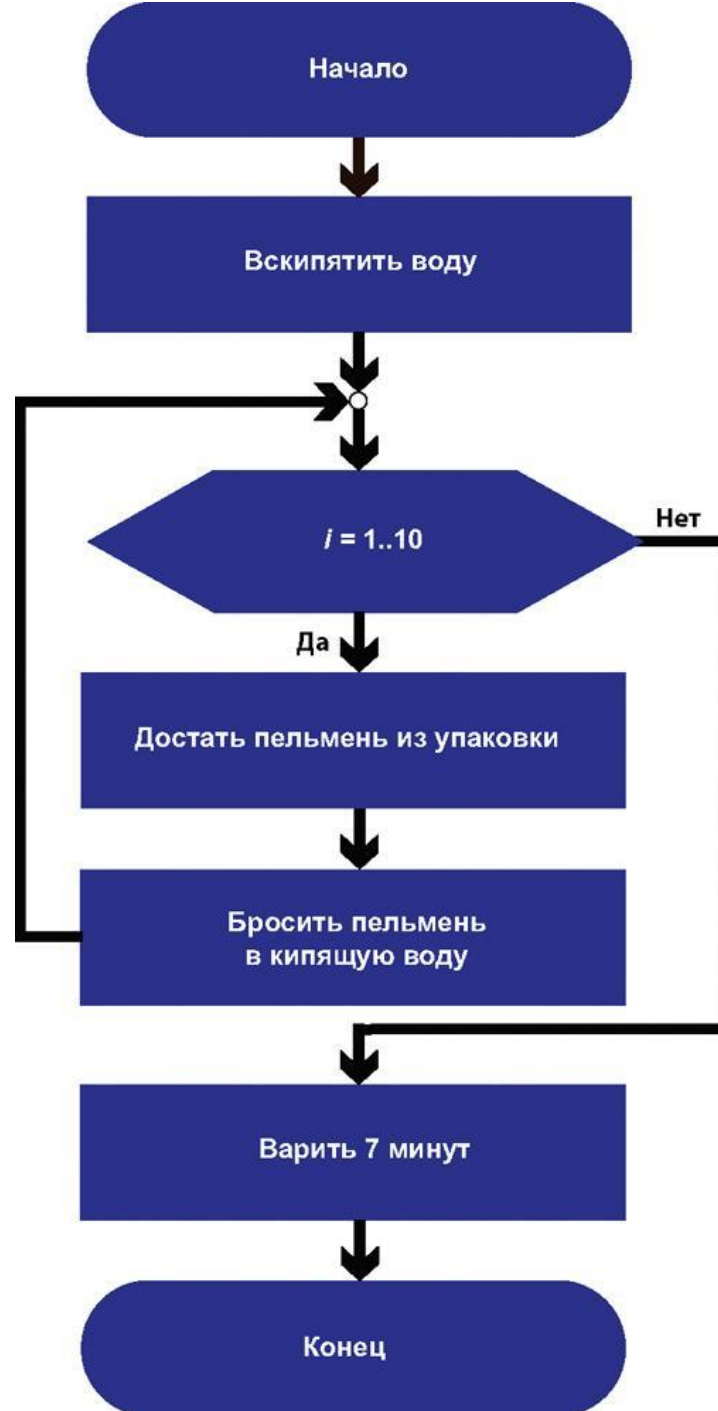 Начало
Вскипятить воду
i = 1..10
Нет
Да
Достать пельмень из упаковки
Бросить пельмень
в кипящую воду
Варить 7 минут
Конец